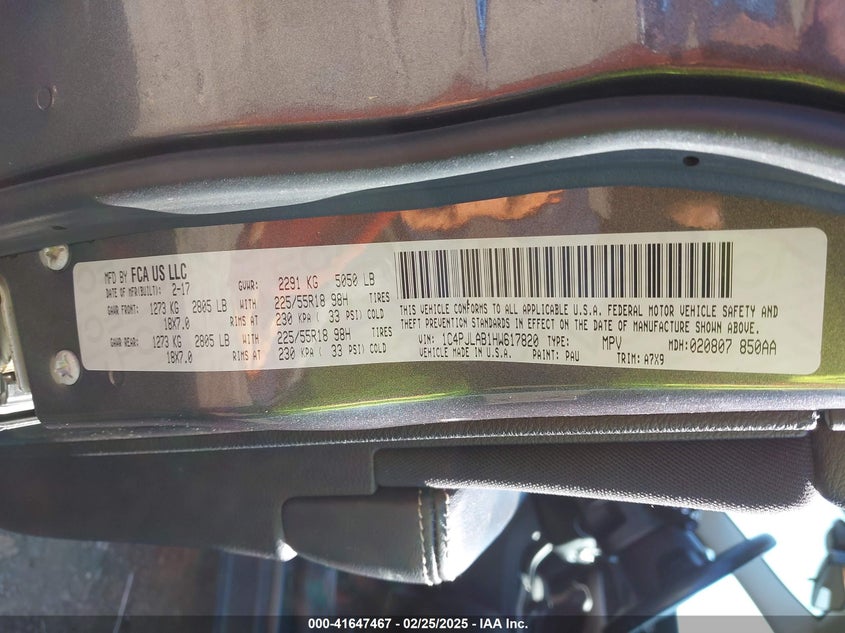 MFD BY FCA US LLC
DATE OF MFR(BUILT): 2-17 GVWR: 2291 KG 5050 LB
GAWR FRONT: 1273 KG 2805 LB WITH 225/55R18 98H TIRES
18X7.0 RIMS AT 230 KPA ( 33 PSI) COLD
GAWR REAR: 1273 KG 2805 LB WITH 225/55R18 98H TIRES
18X7.0 RIMS AT 230 KPA ( 33 PSI) COLD
THIS VEHICLE CONFORMS TO ALL APPLICABLE U.S.A. FEDERAL MOTOR VEHICLE SAFETY AND
THEFT PREVENTION STANDARDS IN EFFECT ON THE DATE OF MANUFACTURE SHOWN ABOVE.
VIN: 1C4PJLAB1HW617820 TYPE: MPV MDH: 020807 850AA
VEHICLE MADE IN U.S.A. PAINT: PAU TRIM: A7X9
000-41647467 - 02/25/2025 - IAA Inc.